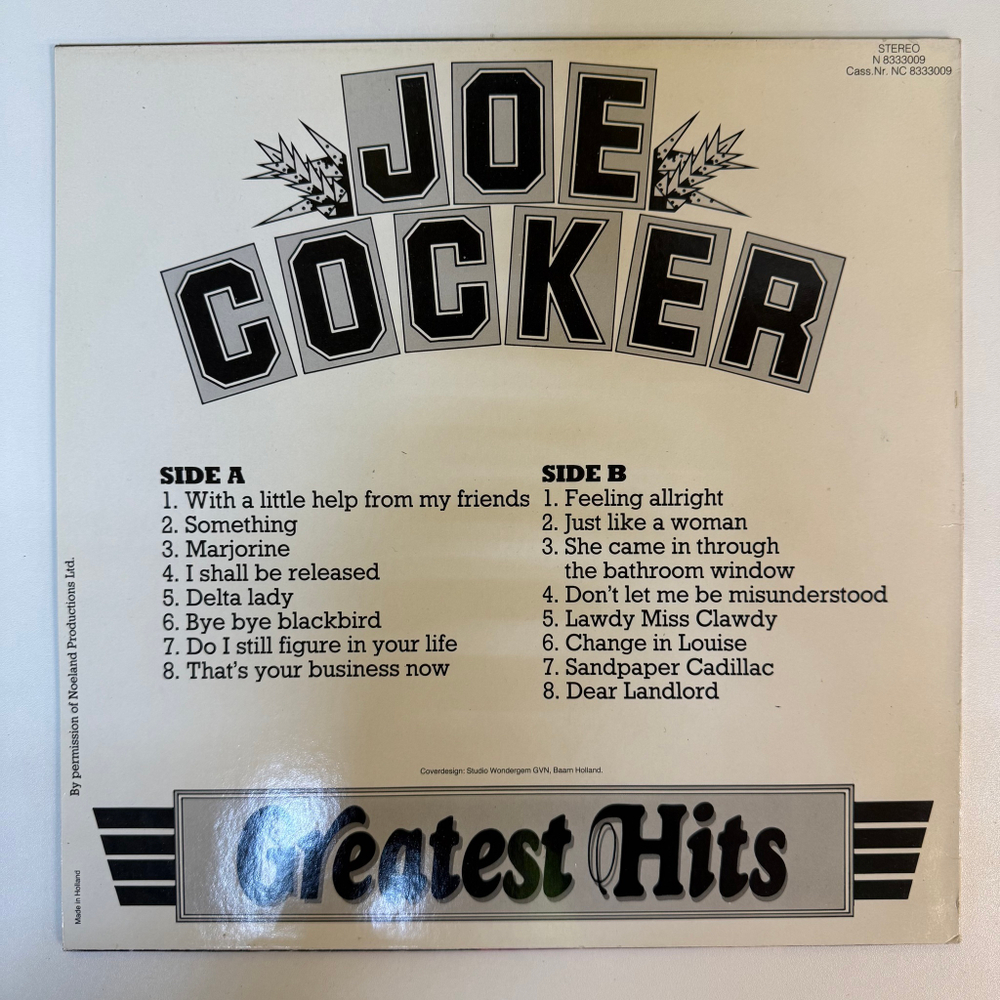 STEREO
N 8333009
Cass.Nr. NC 8333009
JOE
COCKER
SIDE A
1. With a little help from my friends
2. Something
3. Marjorine
4. I shall be released
5. Delta lady
6. Bye bye blackbird
7. Do I still figure in your life
8. That's your business now
SIDE B
1. Feeling allright
2. Just like a woman
3. She came in through
the bathroom window
4. Don't let me be misunderstood
5. Lawdy Miss Clawdy
6. Change in Louise
7. Sandpaper Cadillac
8. Dear Landlord
By permission of Noeland Productions Ltd.
Coverdesign: Studio Wondergem GVN, Baarn Holland.
Greatest Hits
Made in Holland